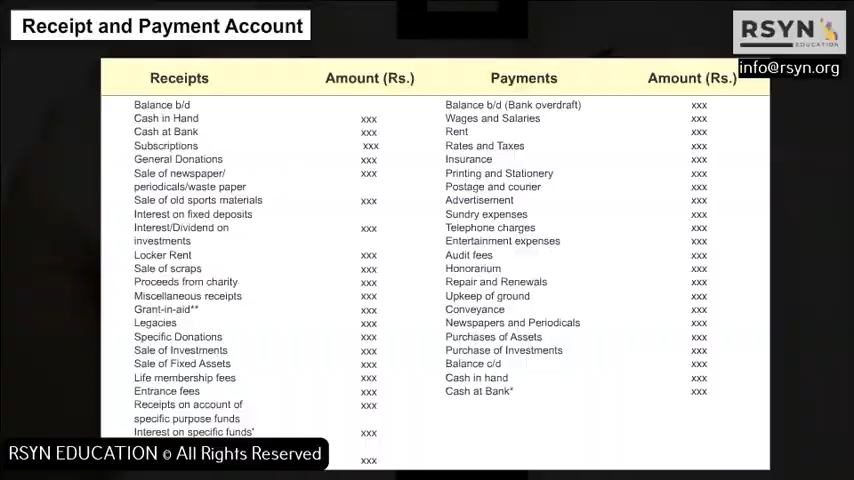 Receipt and Payment Account
RSYN
EDUCATION
info@rsyn.org
Receipts Amount (Rs.) Payments Amount (Rs.)
Balance b/d Balance b/d (Bank overdraft) xxx
Cash in Hand xxx Wages and Salaries xxx
Cash at Bank xxx Rent xxx
Subscriptions xxx Rates and Taxes xxx
General Donations xxx Insurance xxx
Sale of newspaper/ xxx Printing and Stationery xxx
periodicals/waste paper Postage and courier xxx
Sale of old sports materials xxx Advertisement xxx
Interest on fixed deposits Sundry expenses xxx
Interest/Dividend on xxx Telephone charges xxx
investments Entertainment expenses xxx
Locker Rent xxx Audit fees xxx
Sale of scraps xxx Honorarium xxx
Proceeds from charity xxx Repair and Renewals xxx
Miscellaneous receipts xxx Upkeep of ground xxx
Grant-in-aid** xxx Conveyance xxx
Legacies xxx Newspapers and Periodicals xxx
Specific Donations xxx Purchases of Assets xxx
Sale of Investments xxx Purchase of Investments xxx
Sale of Fixed Assets xxx Balance c/d xxx
Life membership fees xxx Cash in hand xxx
Entrance fees xxx Cash at Bank* xxx
Receipts on account of xxx
specific purpose funds
Interest on specific funds' xxx
xxx
RSYN EDUCATION © All Rights Reserved